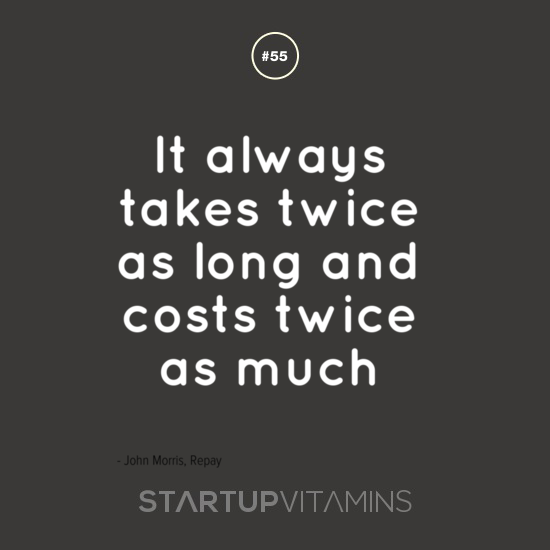 #55
It always
takes twice
as long and
costs twice
as much
- John Morris, Repay
STARTUPVITAMINS